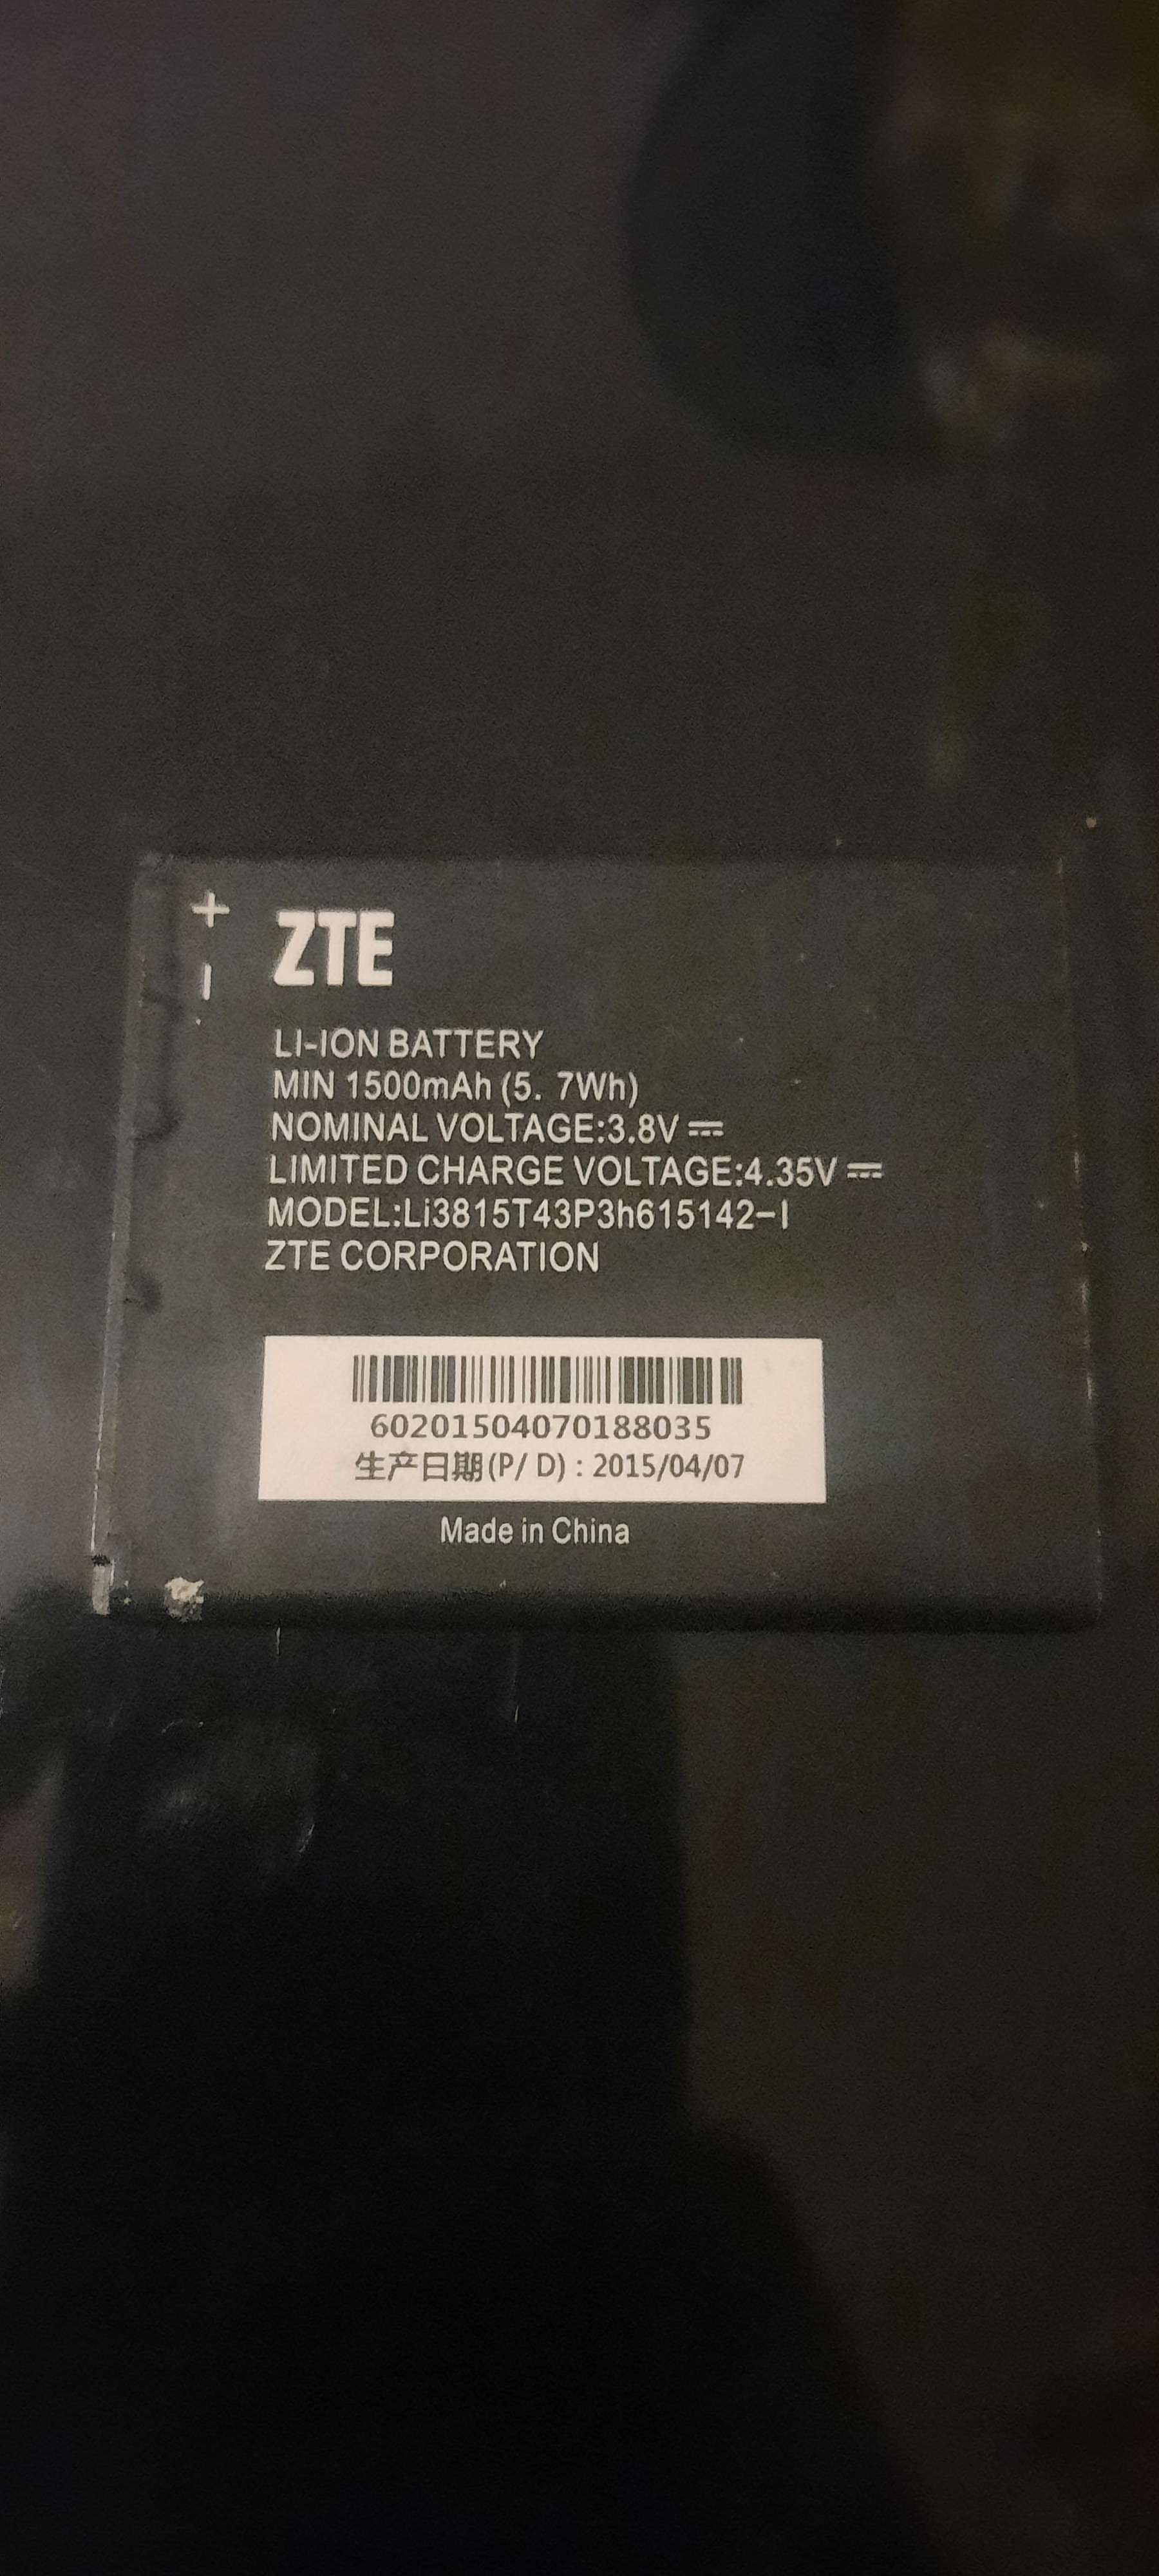 +
ZTE
–
LI-ION BATTERY
MIN 1500mAh (5. 7Wh)
NOMINAL VOLTAGE:3.8V ⎓
LIMITED CHARGE VOLTAGE:4.35V ⎓
MODEL:Li3815T43P3h615142-I
ZTE CORPORATION
60201504070188035
生产日期(P/ D) : 2015/04/07
Made in China